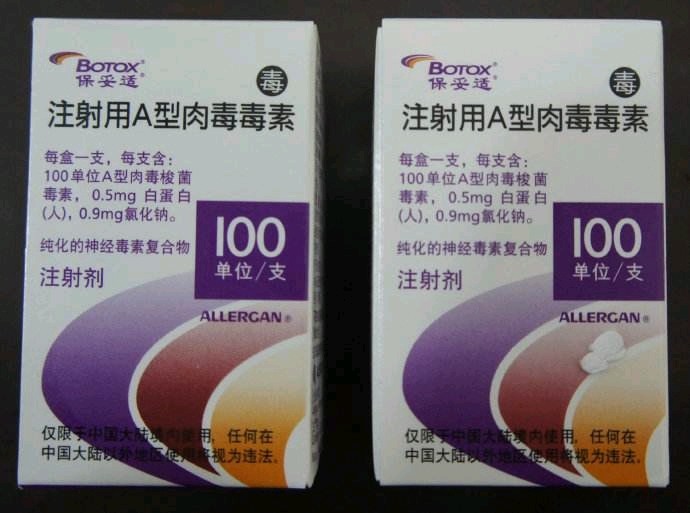 BOTOX®
保妥适®
毒
注射用A型肉毒毒素
每盒一支，每支含：
100单位A型肉毒梭菌
毒素，0.5mg 白蛋白
(人)，0.9mg氯化钠。
纯化的神经毒素复合物
注射剂
100
单位/支
ALLERGAN®
仅限于中国大陆境内使用，任何在
中国大陆以外地区使用将视为违法。
BOTOX®
保妥适®
毒
注射用A型肉毒毒素
每盒一支，每支含：
100单位A型肉毒梭菌
毒素，0.5mg 白蛋白
(人)，0.9mg氯化钠。
纯化的神经毒素复合物
注射剂
100
单位/支
ALLERGAN®
仅限于中国大陆境内使用，任何在
中国大陆以外地区使用将视为违法。